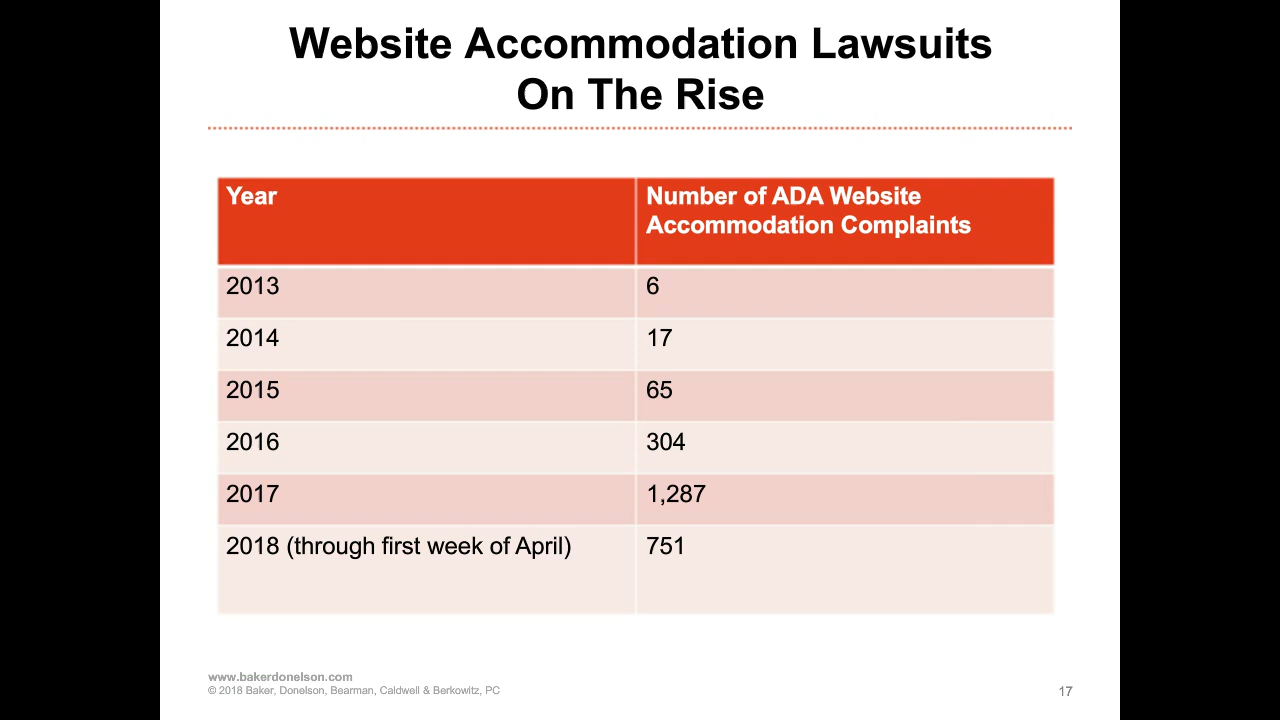 Website Accommodation Lawsuits
On The Rise
Year
Number of ADA Website
Accommodation Complaints
2013
6
2014
17
2015
65
2016
304
2017
1,287
2018 (through first week of April)
751
www.bakerdonelson.com
© 2018 Baker, Donelson, Bearman, Caldwell & Berkowitz, PC
17